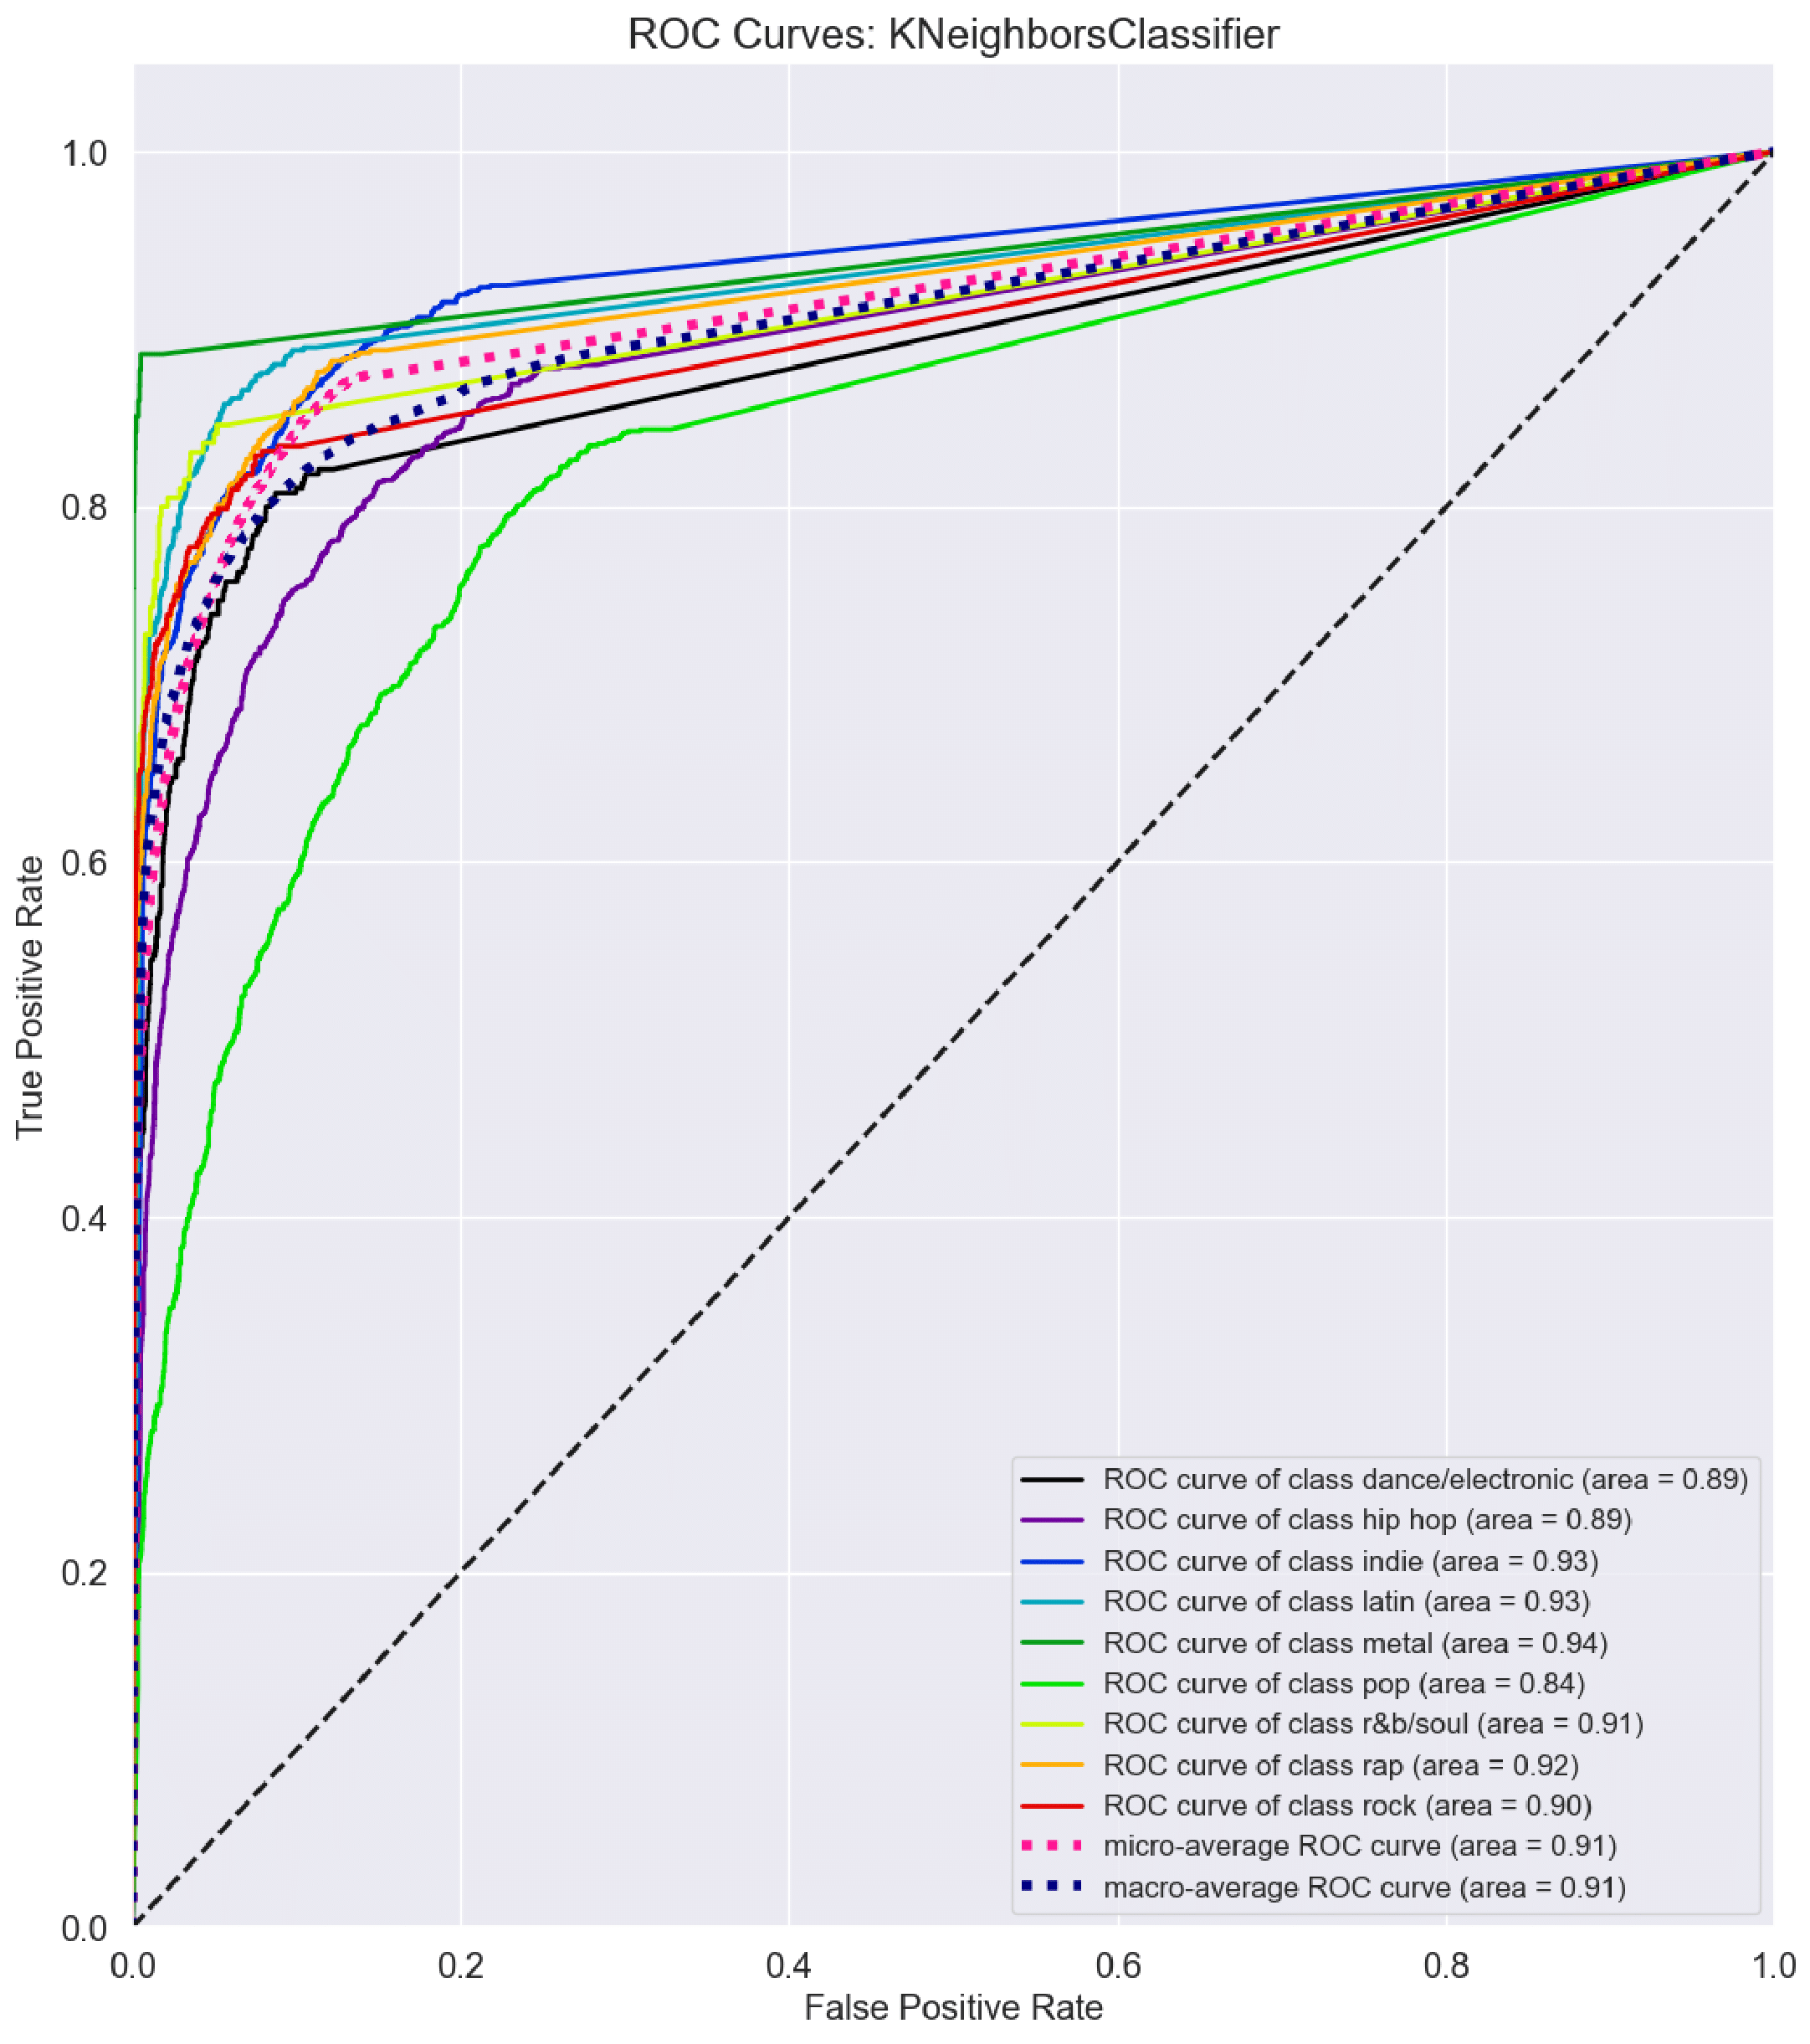 ROC Curves: KNeighborsClassifier
1.0
0.8
0.6
0.4
0.2
0.0
True Positive Rate
ROC curve of class dance/electronic (area = 0.89)
ROC curve of class hip hop (area = 0.89)
ROC curve of class indie (area = 0.93)
ROC curve of class latin (area = 0.93)
ROC curve of class metal (area = 0.94)
ROC curve of class pop (area = 0.84)
ROC curve of class r&b/soul (area = 0.91)
ROC curve of class rap (area = 0.92)
ROC curve of class rock (area = 0.90)
micro-average ROC curve (area = 0.91)
macro-average ROC curve (area = 0.91)
0.0 0.2 0.4 0.6 0.8 1.0
False Positive Rate